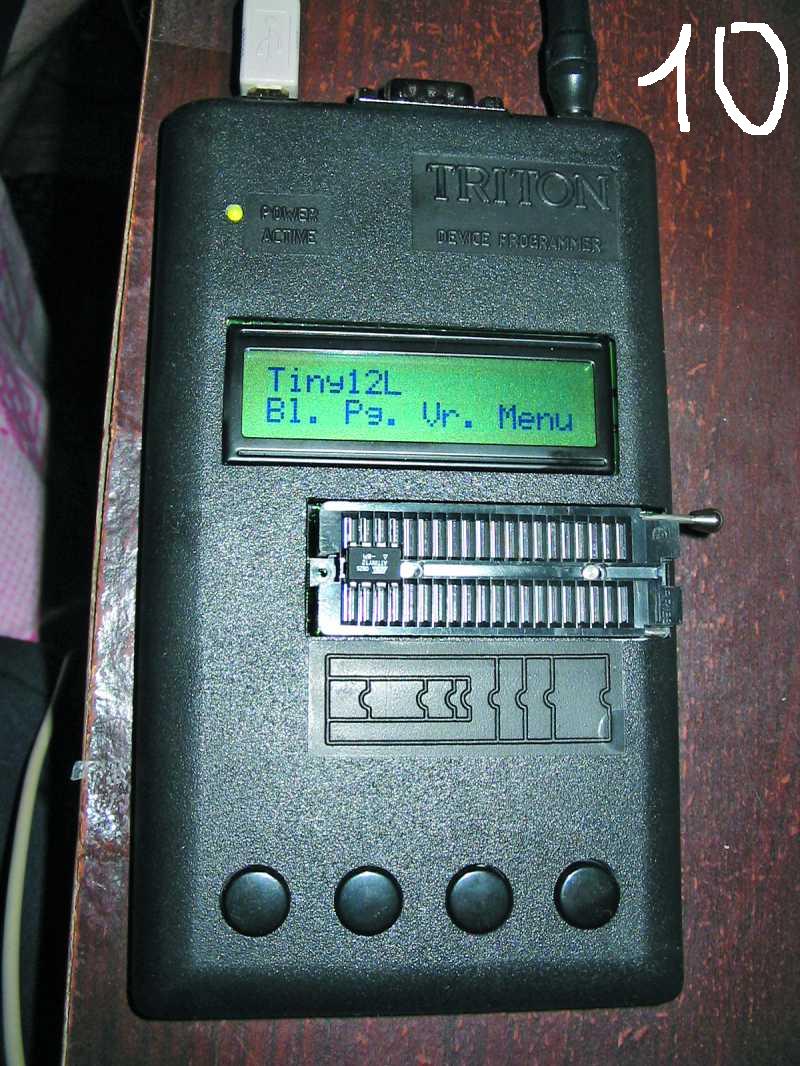 10
TRITON
POWER
ACTIVE
DEVICE PROGRAMMER
Tiny12L
Bl. Pg. Vr. Menu